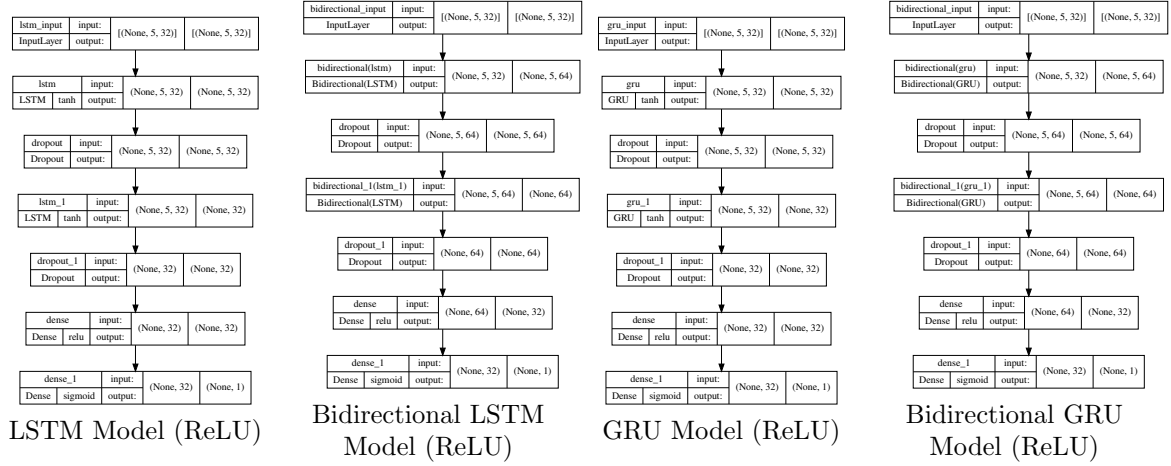 lstm_input input: [(None, 5, 32)] [(None, 5, 32)]
InputLayer output:
lstm input: (None, 5, 32) (None, 5, 32)
LSTM tanh output:
dropout input: (None, 5, 32) (None, 5, 32)
Dropout output:
lstm_1 input: (None, 5, 32) (None, 32)
LSTM tanh output:
dropout_1 input: (None, 32) (None, 32)
Dropout output:
dense input: (None, 32) (None, 32)
Dense relu output:
dense_1 input: (None, 32) (None, 1)
Dense sigmoid output:
LSTM Model (ReLU)
bidirectional_input input: [(None, 5, 32)] [(None, 5, 32)]
InputLayer output:
bidirectional(lstm) input: (None, 5, 32) (None, 5, 64)
Bidirectional(LSTM) output:
dropout input: (None, 5, 64) (None, 5, 64)
Dropout output:
bidirectional_1(lstm_1) input: (None, 5, 64) (None, 64)
Bidirectional(LSTM) output:
dropout_1 input: (None, 64) (None, 64)
Dropout output:
dense input: (None, 64) (None, 32)
Dense relu output:
dense_1 input: (None, 32) (None, 1)
Dense sigmoid output:
Bidirectional LSTM
Model (ReLU)
gru_input input: [(None, 5, 32)] [(None, 5, 32)]
InputLayer output:
gru input: (None, 5, 32) (None, 5, 32)
GRU tanh output:
dropout input: (None, 5, 32) (None, 5, 32)
Dropout output:
gru_1 input: (None, 5, 32) (None, 32)
GRU tanh output:
dropout_1 input: (None, 32) (None, 32)
Dropout output:
dense input: (None, 32) (None, 32)
Dense relu output:
dense_1 input: (None, 32) (None, 1)
Dense sigmoid output:
GRU Model (ReLU)
bidirectional_input input: [(None, 5, 32)] [(None, 5, 32)]
InputLayer output:
bidirectional(gru) input: (None, 5, 32) (None, 5, 64)
Bidirectional(GRU) output:
dropout input: (None, 5, 64) (None, 5, 64)
Dropout output:
bidirectional_1(gru_1) input: (None, 5, 64) (None, 64)
Bidirectional(GRU) output:
dropout_1 input: (None, 64) (None, 64)
Dropout output:
dense input: (None, 64) (None, 32)
Dense relu output:
dense_1 input: (None, 32) (None, 1)
Dense sigmoid output:
Bidirectional GRU
Model (ReLU)